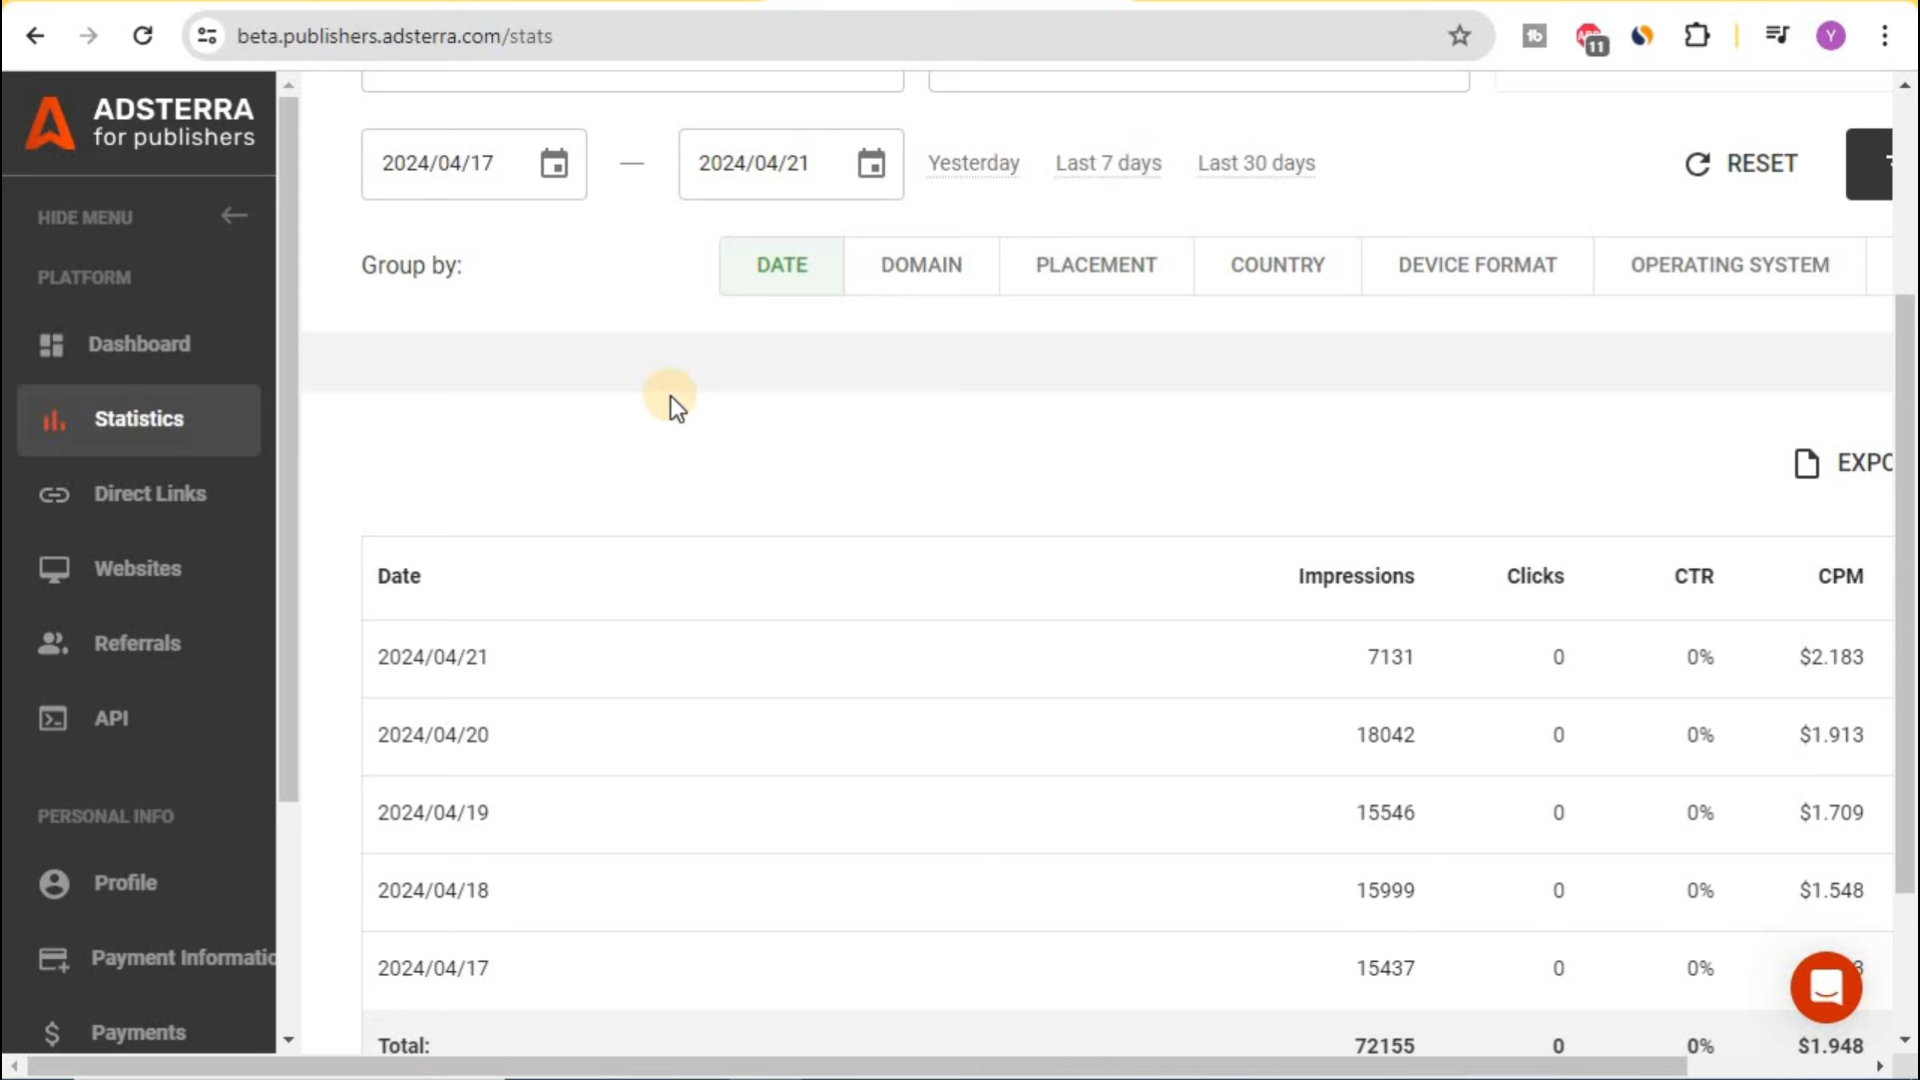 beta.publishers.adsterra.com/stats
11
Y
ADSTERRA
for publishers
HIDE MENU
PLATFORM
Dashboard
Statistics
Direct Links
Websites
Referrals
API
PERSONAL INFO
Profile
Payment Informatio
Payments
2024/04/17 — 2024/04/21 Yesterday Last 7 days Last 30 days RESET
Group by: DATE DOMAIN PLACEMENT COUNTRY DEVICE FORMAT OPERATING SYSTEM
EXPO
Date Impressions Clicks CTR CPM
2024/04/21 7131 0 0% $2.183
2024/04/20 18042 0 0% $1.913
2024/04/19 15546 0 0% $1.709
2024/04/18 15999 0 0% $1.548
2024/04/17 15437 0 0%
Total: 72155 0 0% $1.948